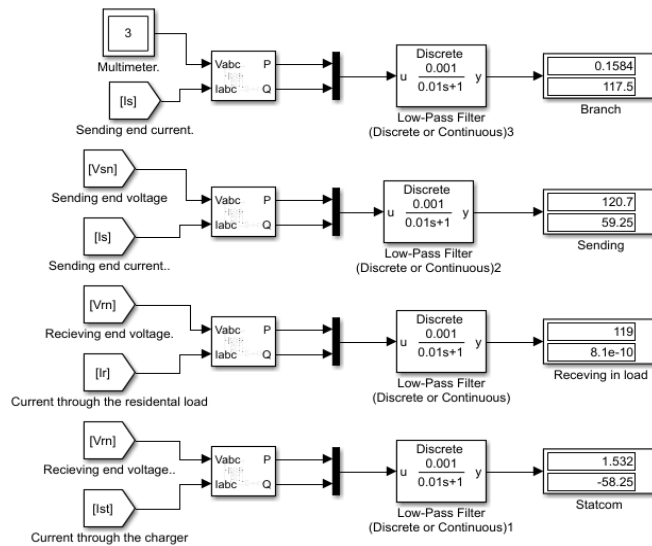 3
Multimeter.
[Is]
Sending end current.
Vabc P
Iabc Q
Discrete
u 0.001 y
0.01s+1
Low-Pass Filter
(Discrete or Continuous)3
0.1584
117.5
Branch
[Vsn]
Sending end voltage
[Is]
Sending end current..
Vabc P
Iabc Q
Discrete
u 0.001 y
0.01s+1
Low-Pass Filter
(Discrete or Continuous)2
120.7
59.25
Sending
[Vrn]
Recieving end voltage.
[Ir]
Current through the residental load
Vabc P
Iabc Q
Discrete
u 0.001 y
0.01s+1
Low-Pass Filter
(Discrete or Continuous)
119
8.1e-10
Receving in load
[Vrn]
Recieving end voltage..
[Ist]
Current through the charger
Vabc P
Iabc Q
Discrete
u 0.001 y
0.01s+1
Low-Pass Filter
(Discrete or Continuous)1
1.532
-58.25
Statcom